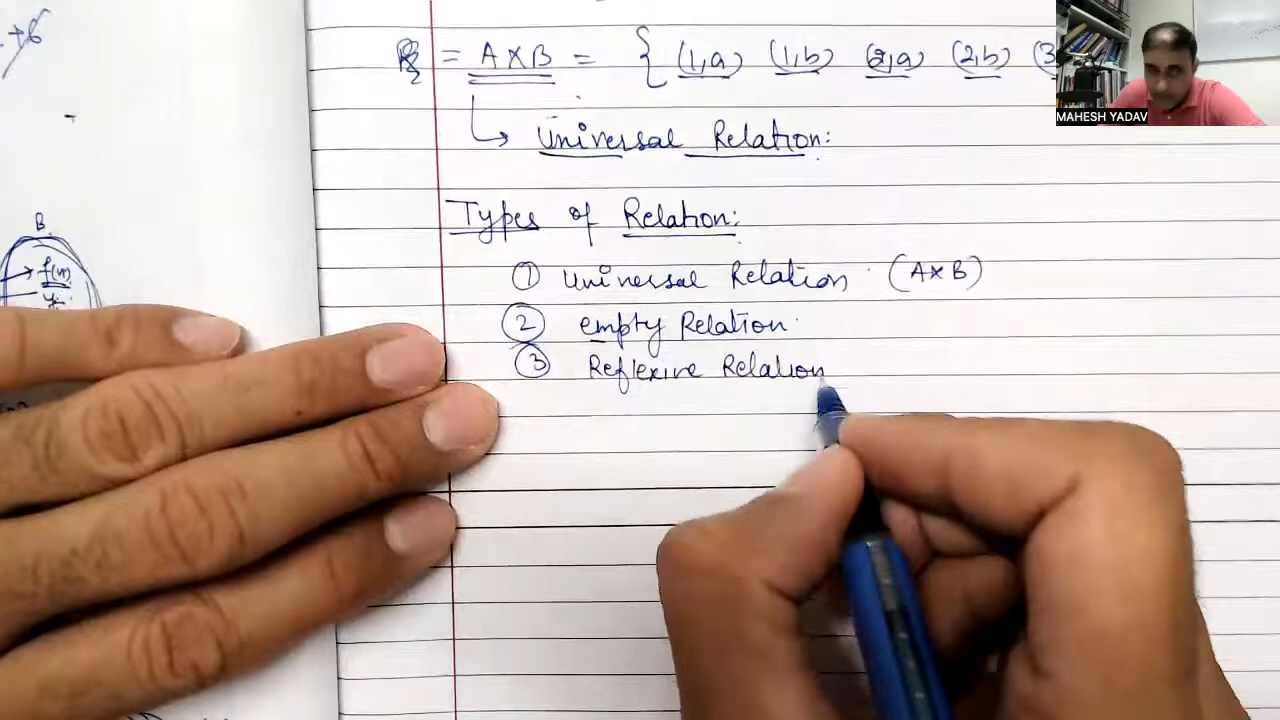 = A×B = { (1,a) (1,b) (2,a) (2,b) (3
Universal Relation:
Types of Relation:
① Universal Relation. (A×B)
② empty Relation.
③ Reflexive Relation
B
f(x)
MAHESH YADAV